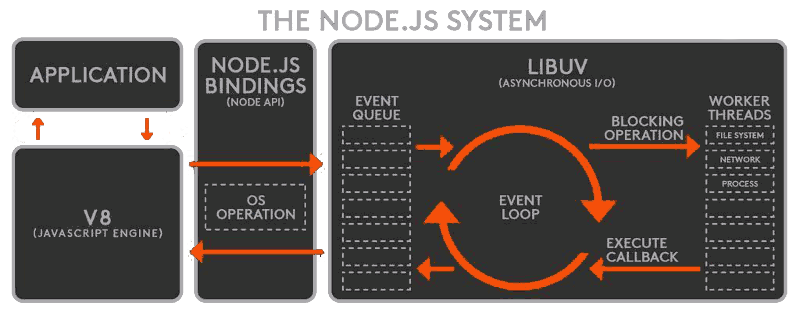 THE NODE.JS SYSTEM
APPLICATION
V8
(JAVASCRIPT ENGINE)
NODE.JS
BINDINGS
(NODE API)
OS
OPERATION
LIBUV
(ASYNCHRONOUS I/O)
EVENT
QUEUE
EVENT
LOOP
BLOCKING
OPERATION
EXECUTE
CALLBACK
WORKER
THREADS
FILE SYSTEM
NETWORK
PROCESS